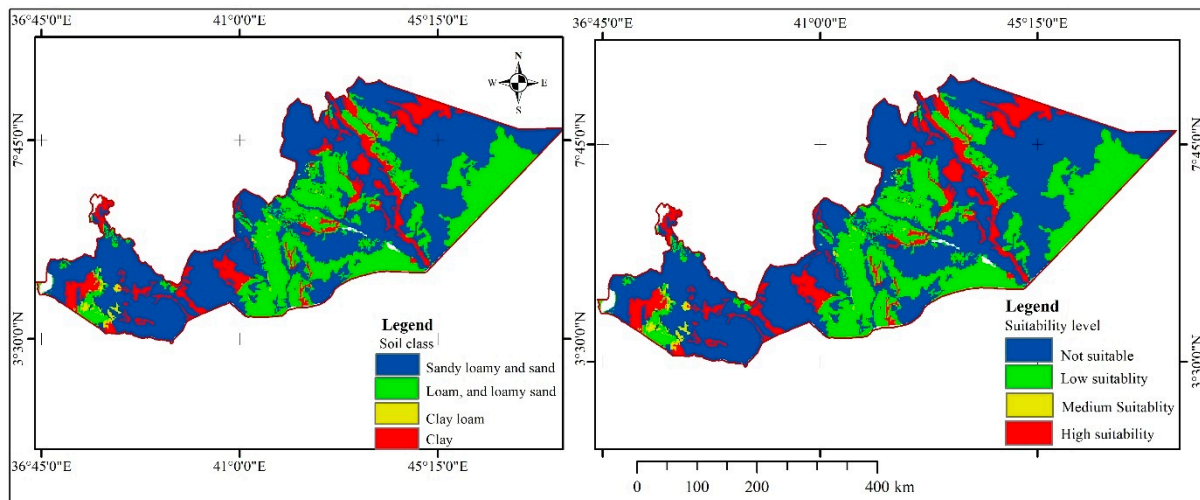 36°45'0"E 41°0'0"E 45°15'0"E
N
W E
S
7°45'0"N
3°30'0"N
Legend
Soil class
Sandy loamy and sand
Loam, and loamy sand
Clay loam
Clay
36°45'0"E 41°0'0"E 45°15'0"E
7°45'0"N
3°30'0"N
Legend
Suitability level
Not suitable
Low suitablity
Medium Suitablity
High suitability
36°45'0"E 41°0'0"E 45°15'0"E
0 100 200 400 km